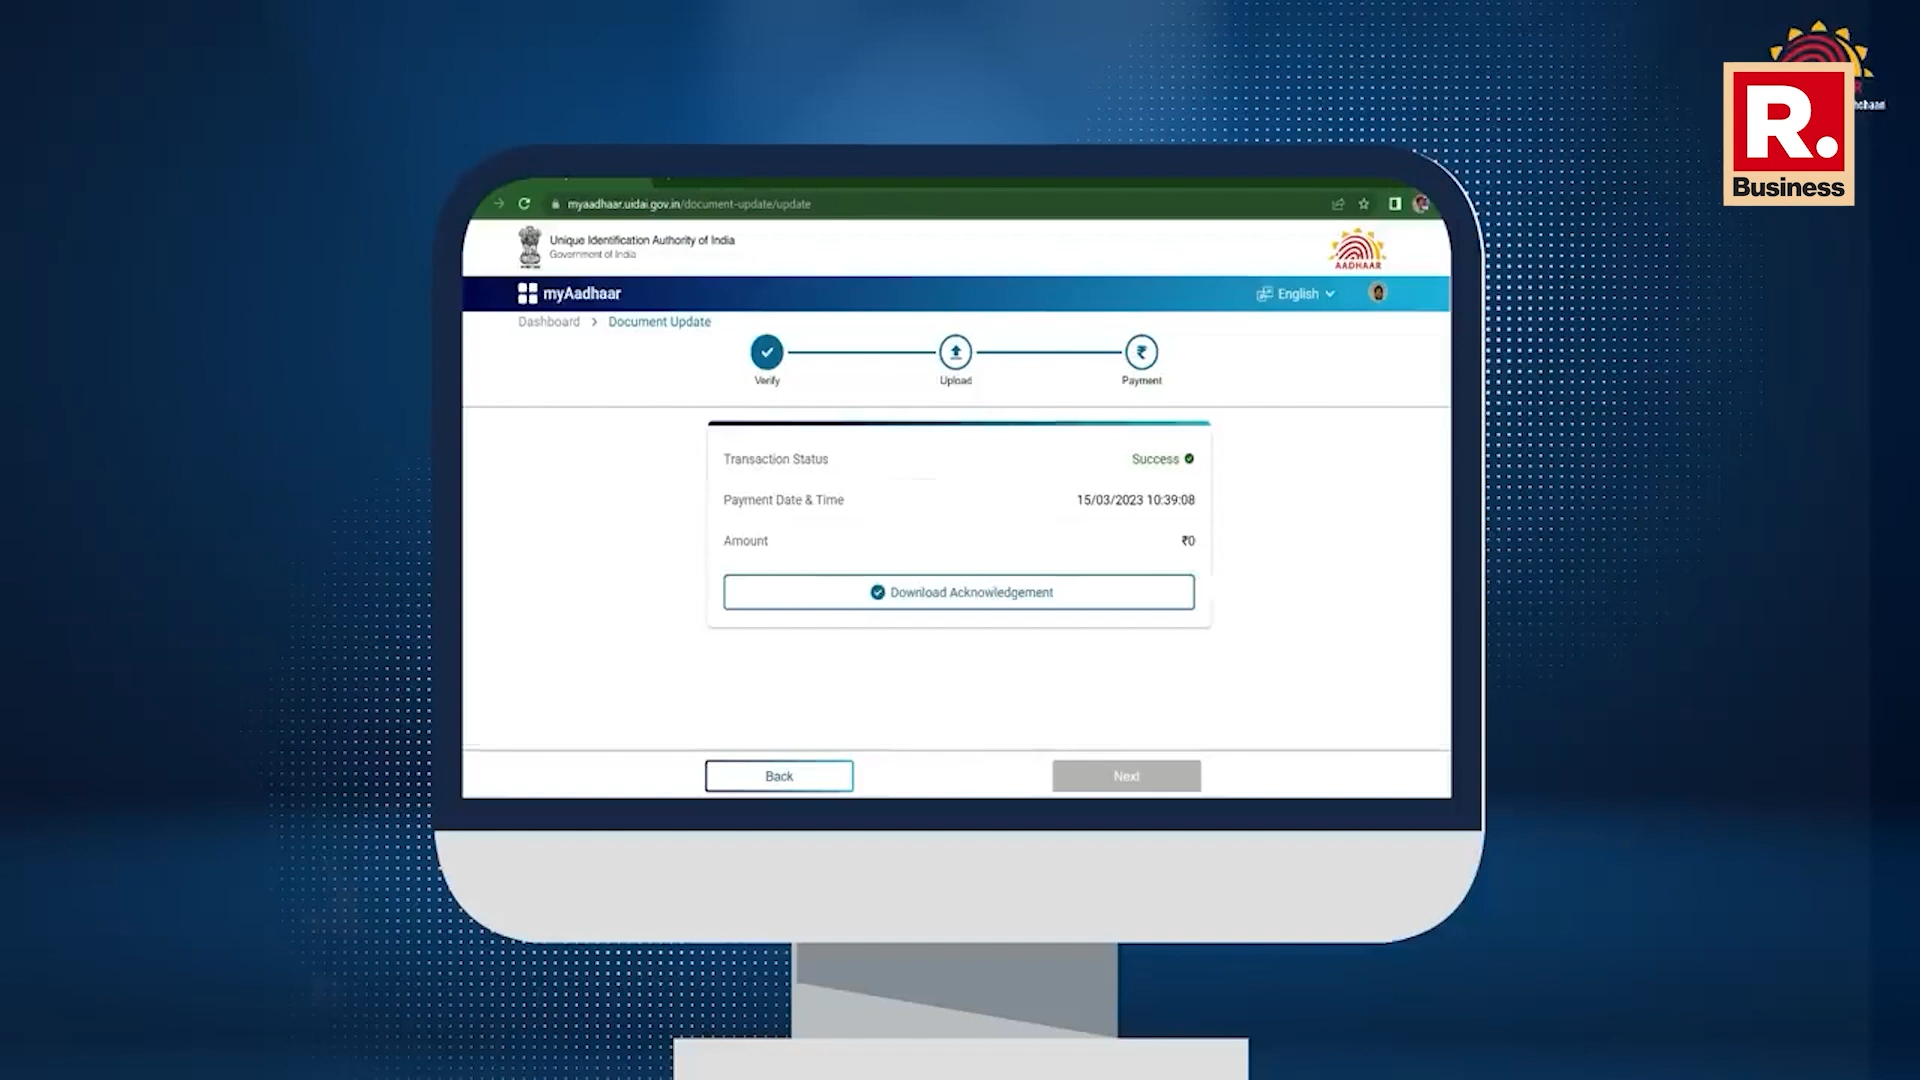 R.
Business
myaadhaar.uidai.gov.in/document-update/update
Unique Identification Authority of India
Government of India
AADHAAR
myAadhaar
English
Dashboard > Document Update
Verify
Upload
₹
Payment
Transaction Status Success
Payment Date & Time 15/03/2023 10:39:08
Amount ₹0
Download Acknowledgement
Back
Next